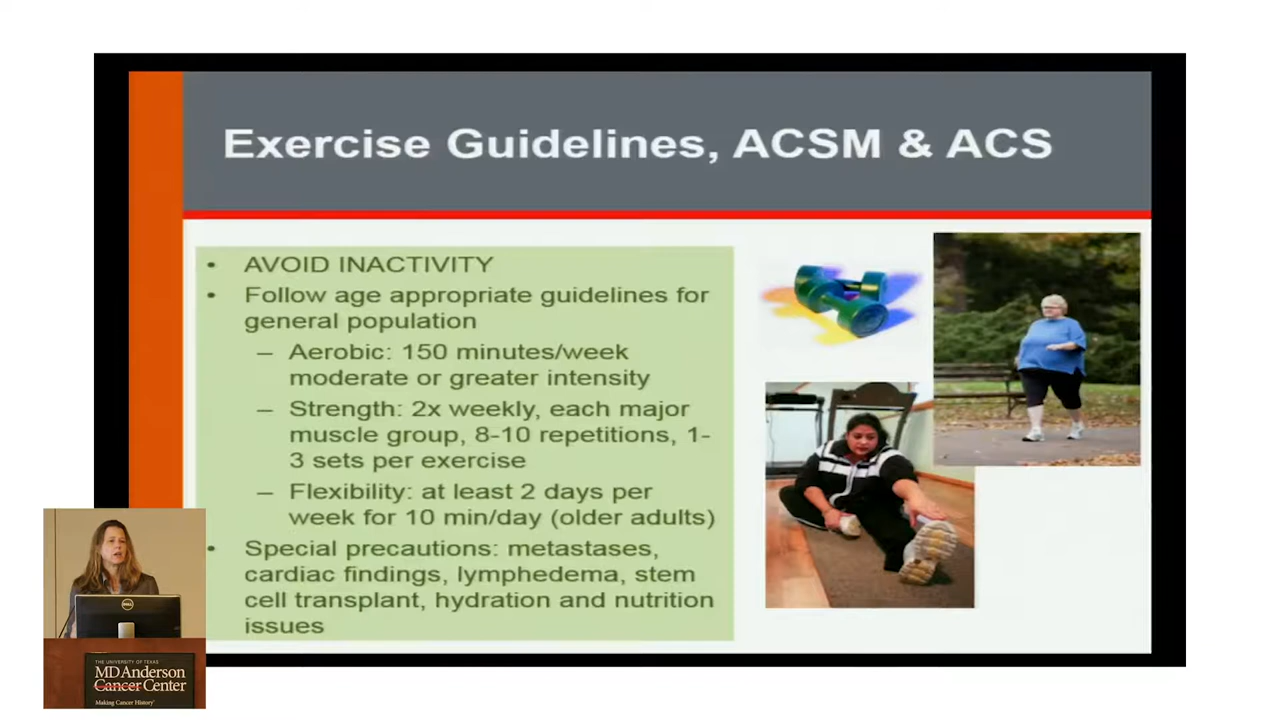 Exercise Guidelines, ACSM & ACS
• AVOID INACTIVITY
• Follow age appropriate guidelines for
general population
– Aerobic: 150 minutes/week
moderate or greater intensity
– Strength: 2x weekly, each major
muscle group, 8-10 repetitions, 1-
3 sets per exercise
– Flexibility: at least 2 days per
week for 10 min/day (older adults)
• Special precautions: metastases,
cardiac findings, lymphedema, stem
cell transplant, hydration and nutrition
issues
DELL
THE UNIVERSITY OF TEXAS
MD Anderson
Cancer Center
Making Cancer History®